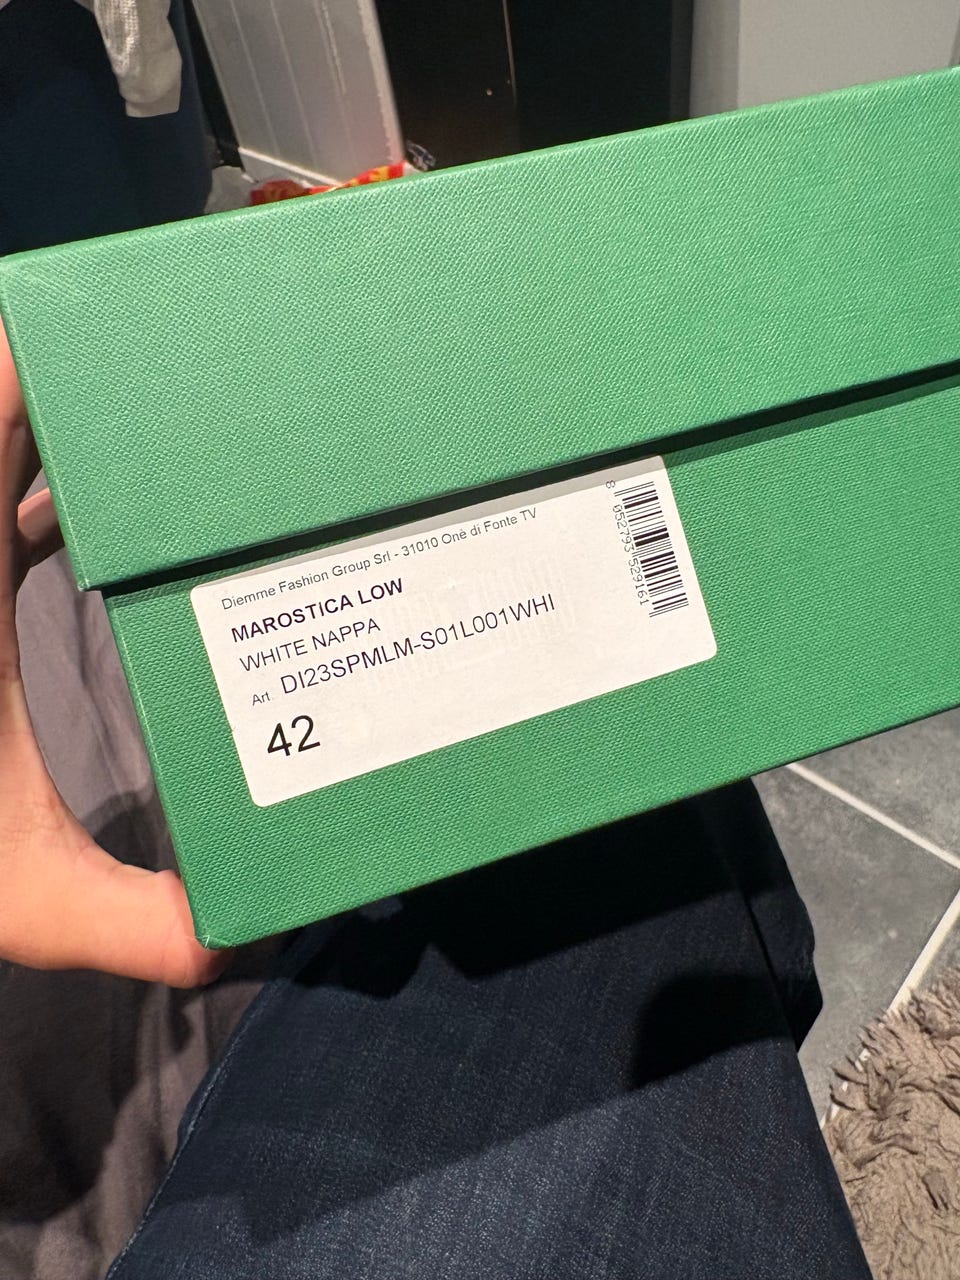 Diemme Fashion Group Srl - 31010 Onè di Fonte TV
MAROSTICA LOW
WHITE NAPPA
Art. DI23SPMLM-S01L001WHI
42
8 052793 529161